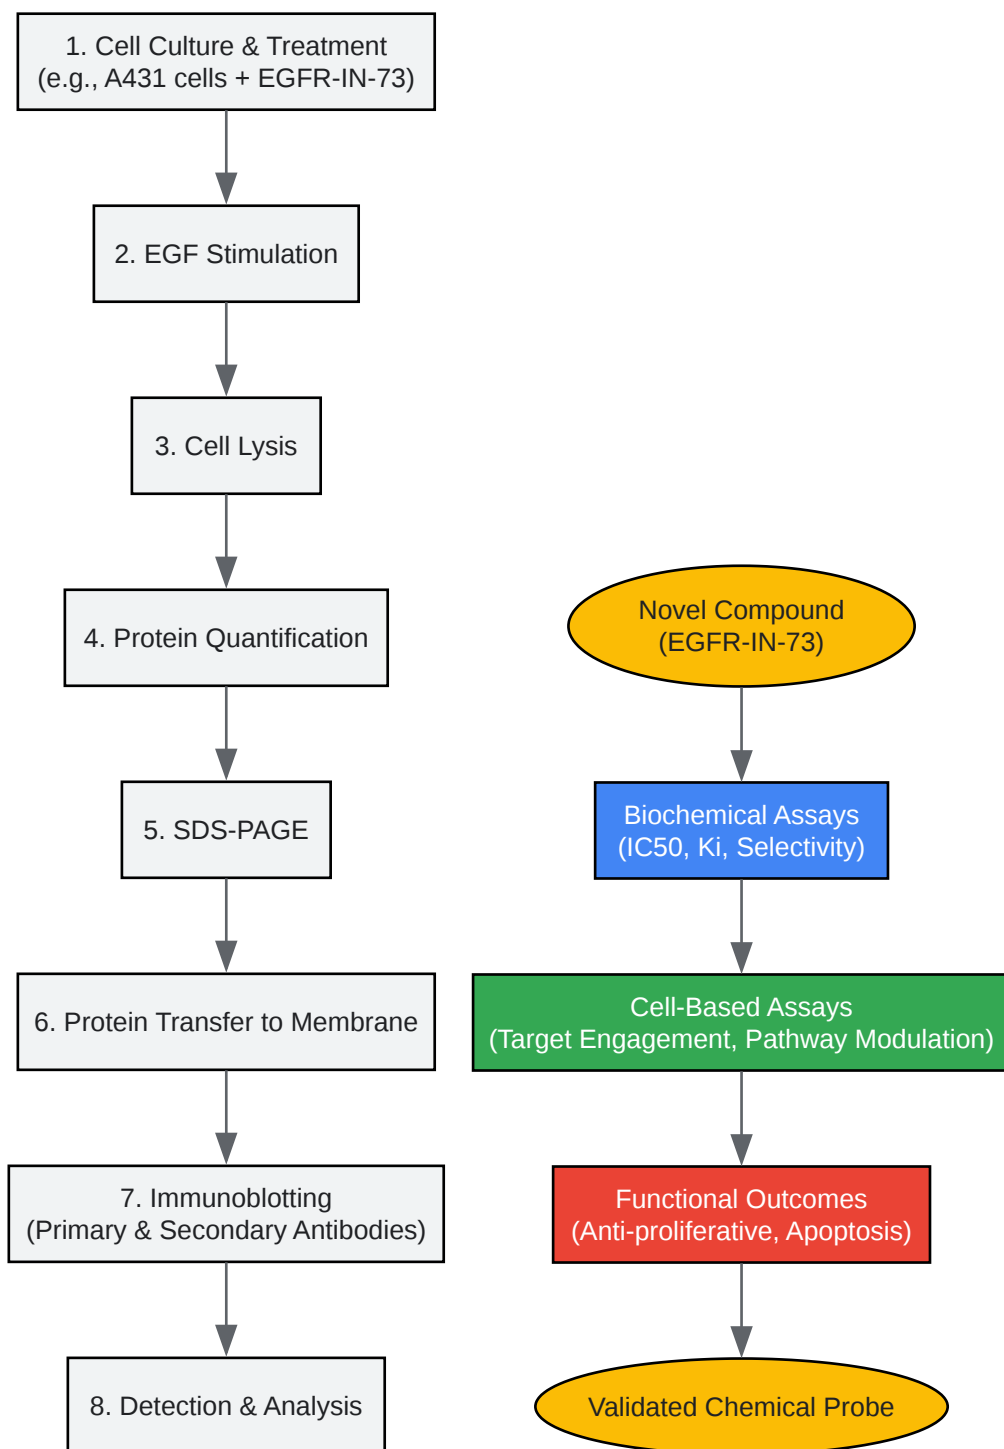 1. Cell Culture & Treatment
(e.g., A431 cells + EGFR-IN-73)
2. EGF Stimulation
3. Cell Lysis
4. Protein Quantification
5. SDS-PAGE
6. Protein Transfer to Membrane
7. Immunoblotting
(Primary & Secondary Antibodies)
8. Detection & Analysis
Novel Compound
(EGFR-IN-73)
Biochemical Assays
(IC50, Ki, Selectivity)
Cell-Based Assays
(Target Engagement, Pathway Modulation)
Functional Outcomes
(Anti-proliferative, Apoptosis)
Validated Chemical Probe